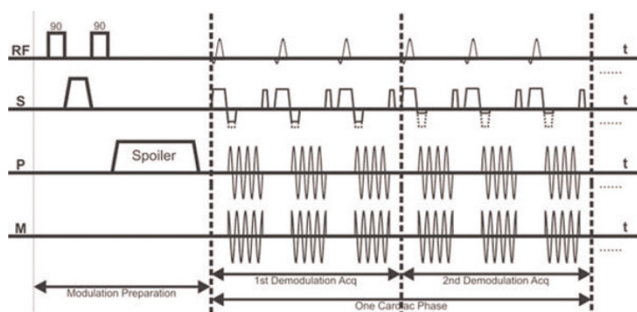 90 90
RF t
......
S t
......
P Spoiler t
......
M t
......
1st Demodulation Acq 2nd Demodulation Acq
Modulation Preparation
One Cardiac Phase